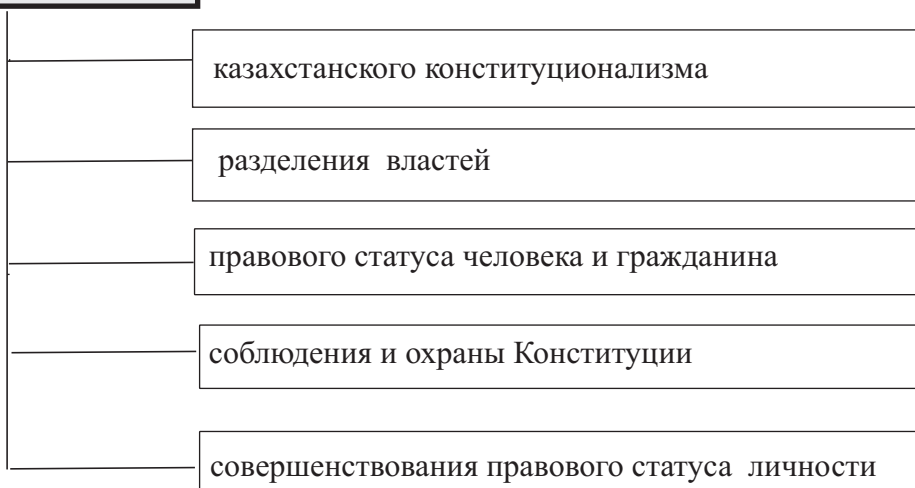 казахстанского конституционализма
разделения властей
правового статуса человека и гражданина
соблюдения и охраны Конституции
совершенствования правового статуса личности